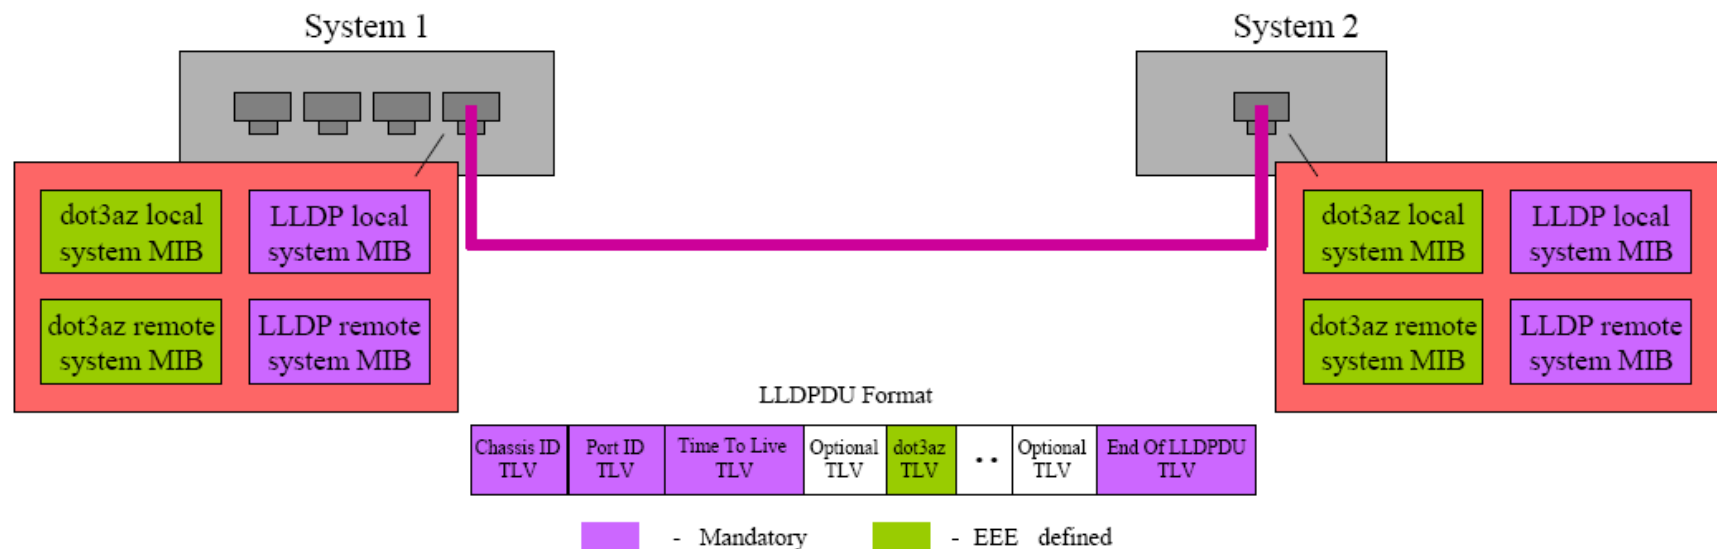 System 1
System 2
dot3az local
system MIB
LLDP local
system MIB
dot3az remote
system MIB
LLDP remote
system MIB
dot3az local
system MIB
LLDP local
system MIB
dot3az remote
system MIB
LLDP remote
system MIB
LLDPDU Format
Chassis ID
TLV
Port ID
TLV
Time To Live
TLV
Optional
TLV
dot3az
TLV
• •
Optional
TLV
End Of LLDPDU
TLV
- Mandatory
- EEE defined